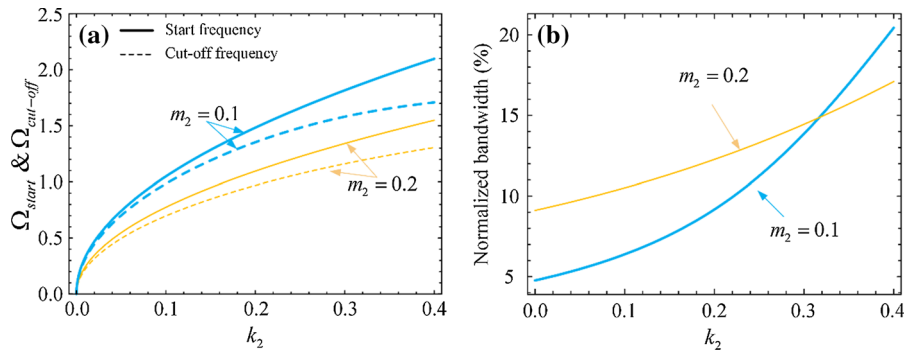 (a)
Start frequency
Cut-off frequency
m₂ = 0.1
m₂ = 0.2
Ω_start & Ω_cut−off
2.5
2.0
1.5
1.0
0.5
0.0
0.0 0.1 0.2 0.3 0.4
k₂
(b)
m₂ = 0.2
m₂ = 0.1
Normalized bandwidth (%)
20
15
10
5
0.0 0.1 0.2 0.3 0.4
k₂